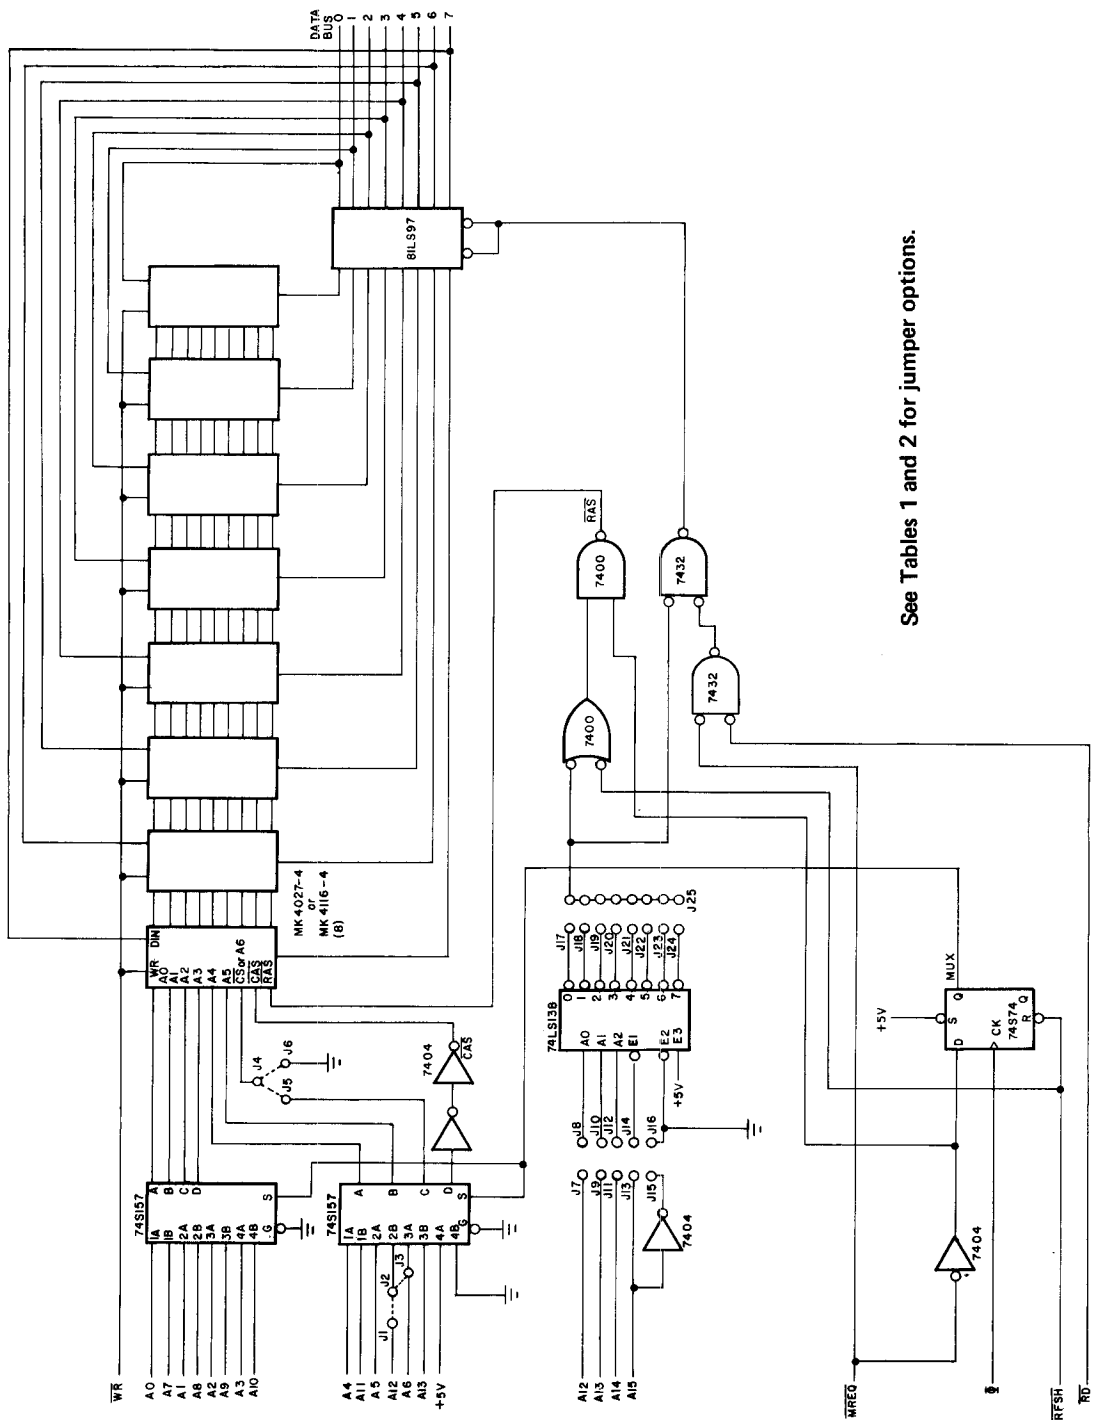 DATA
BUS
0
1
2
3
4
5
6
7
81LS97
MK4027-4
or
MK4116-4
(8)
DIN
WR
A0
A1
A2
A3
A4
A5
CS or A6
CAS
RAS
J4
J6
J5
7404
CAS
74S157
A
B
C
D
S
1A
1B
2A
2B
3A
3B
4A
4B
G
74S157
A
B
C
D
S
1A
1B
2A
2B
3A
3B
4A
4B
G
J1
J2
J3
WR
A0
A7
A1
A8
A2
A9
A3
A10
A4
A11
A5
A12
A6
A13
+5V
RAS
7400
7400
7432
7432
J25
J17
J18
J19
J20
J21
J22
J23
J24
74LS138
0
1
2
3
4
5
6
7
A0
A1
A2
E1
E2
E3
+5V
J8
J10
J12
J14
J16
J7
J9
J11
J13
J15
7404
A12
A13
A14
A15
MUX
+5V
S
Q
D
CK
74S74
R
Q
7404
MREQ
Φ
RFSH
RD
See Tables 1 and 2 for jumper options.